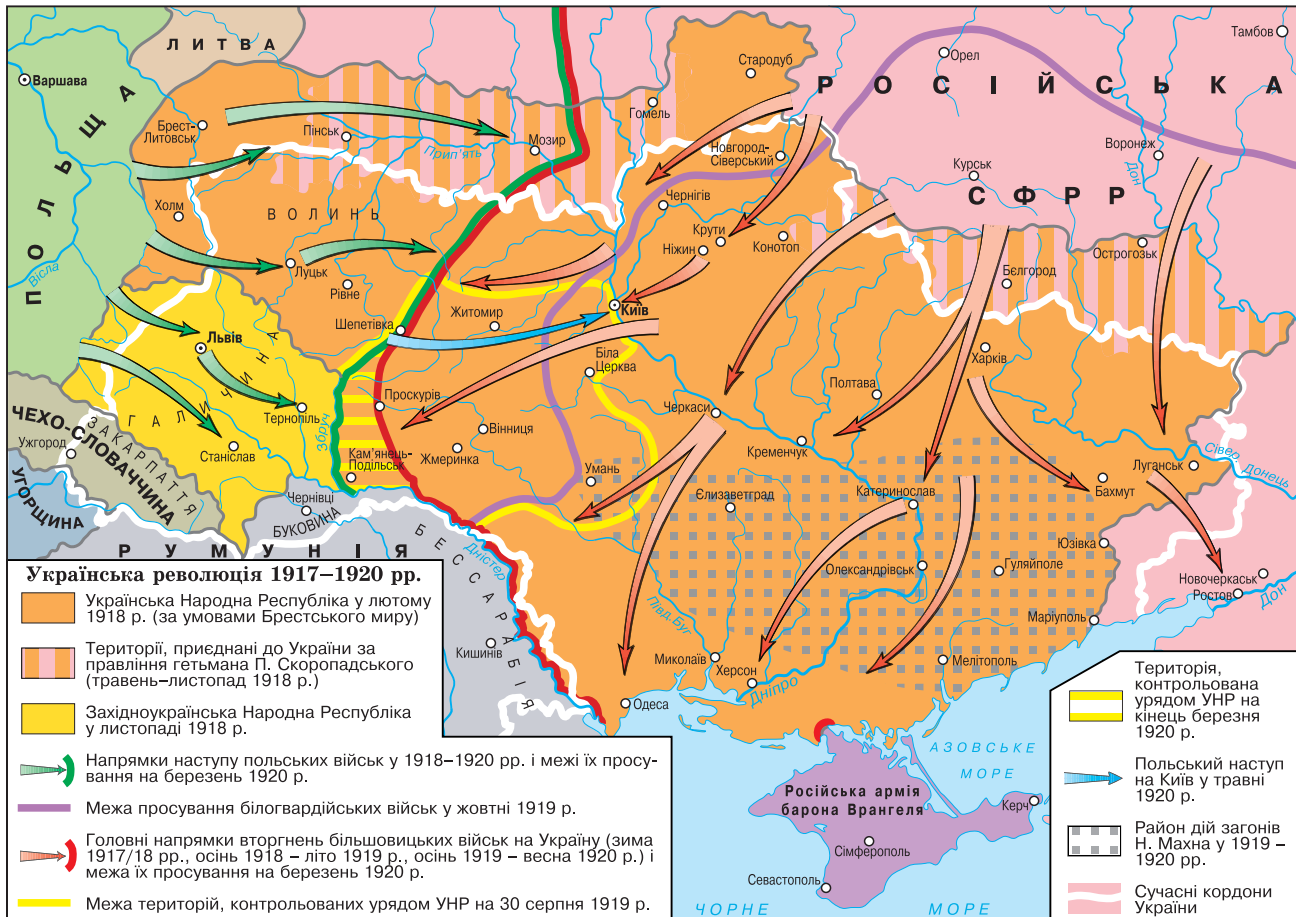 ЛИТВА
Тамбов
Орел
Стародуб
Варшава
РОСІЙСЬКА
СФРР
ПОЛЬЩА
Гомель
Брест-
Литовськ
Пінськ
Мозир
Прип'ять
Новгород-
Сіверський
Воронеж
Дон
Курськ
Холм
ВОЛИНЬ
Чернігів
Крути
Ніжин
Конотоп
Острогозьк
Вісла
Луцьк
Рівне
Бєлгород
Київ
Житомир
Шепетівка
Львів
ГАЛИЧИНА
Біла
Церква
Харків
Полтава
Проскурів
Черкаси
Тернопіль
Збруч
ЧЕХО-СЛОВАЧЧИНА
ЗАКАРПАТТЯ
Ужгород
Станіслав
Вінниця
Жмеринка
Кам'янець-
Подільськ
Кременчук
Сівер. Донець
Луганськ
Бахмут
УГОРЩИНА
Умань
Єлизаветград
Катеринослав
Чернівці
БУКОВИНА
РУМУНІЯ
БЕССАРАБІЯ
Дністер
Юзівка
Олександрівськ
Гуляйполе
Новочеркаськ
Ростов
Дон
Півд. Буг
Маріуполь
Кишинів
Миколаїв
Херсон
Мелітополь
Дніпро
Одеса
АЗОВСЬКЕ
МОРЕ
Російська армія
барона Врангеля
Керч
Сімферополь
Севастополь
ЧОРНЕ МОРЕ
Українська революція 1917–1920 рр.
Українська Народна Республіка у лютому
1918 р. (за умовами Брестського миру)
Території, приєднані до України за
правління гетьмана П. Скоропадського
(травень–листопад 1918 р.)
Західноукраїнська Народна Республіка
у листопаді 1918 р.
Напрямки наступу польських військ у 1918–1920 рр. і межі їх просу-
вання на березень 1920 р.
Межа просування білогвардійських військ у жовтні 1919 р.
Головні напрямки вторгнень більшовицьких військ на Україну (зима
1917/18 рр., осінь 1918 – літо 1919 р., осінь 1919 – весна 1920 р.) і
межа їх просування на березень 1920 р.
Межа територій, контрольованих урядом УНР на 30 серпня 1919 р.
Територія,
контрольована
урядом УНР на
кінець березня
1920 р.
Польський наступ
на Київ у травні
1920 р.
Район дій загонів
Н. Махна у 1919 –
1920 рр.
Сучасні кордони
України